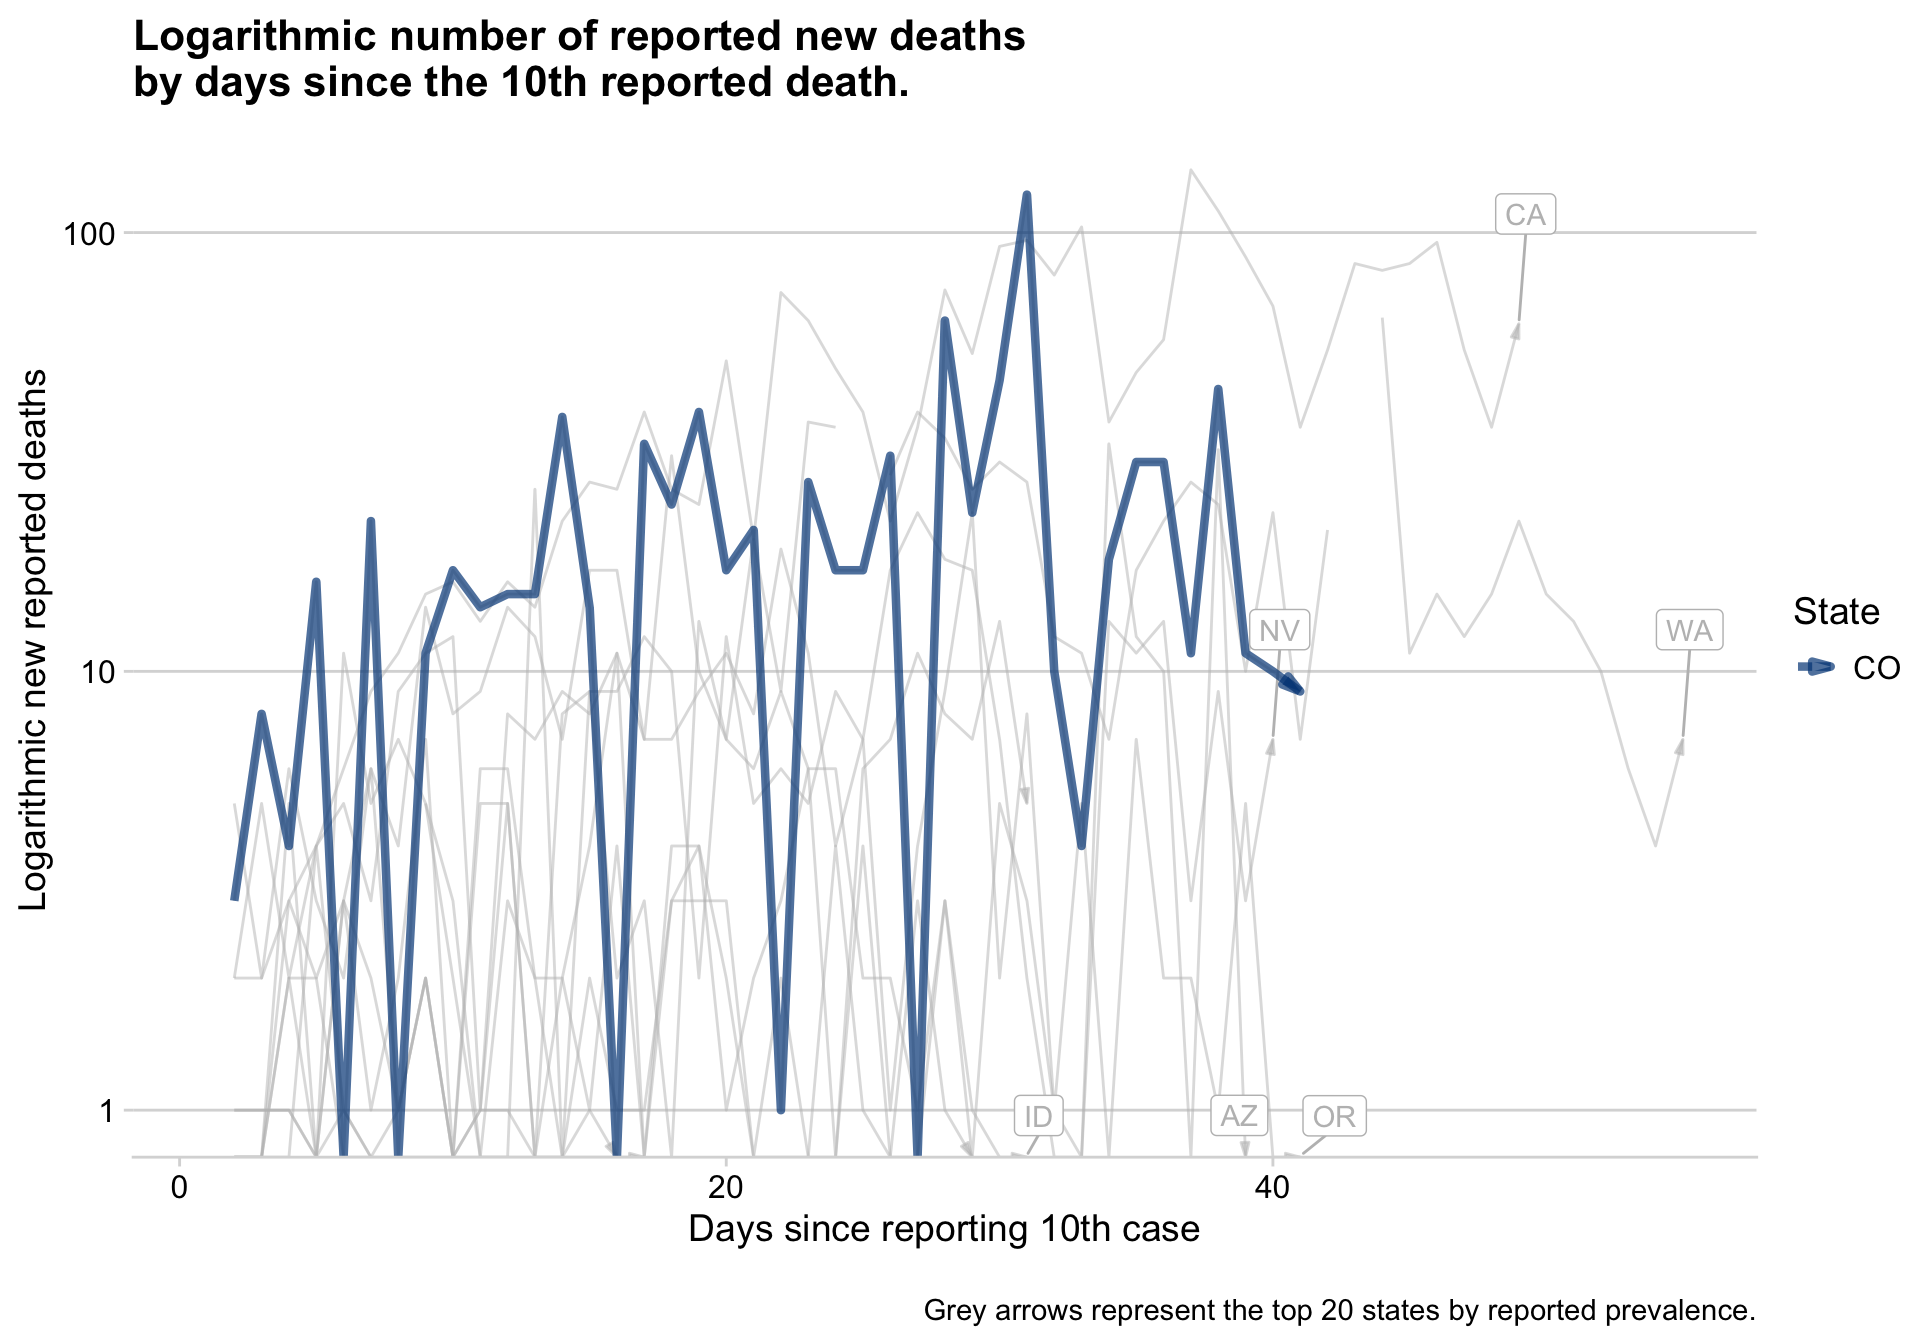 Logarithmic number of reported new deaths
by days since the 10th reported death.
Logarithmic new reported deaths
100
10
1
CA
NV
WA
ID
AZ
OR
State
CO
0
20
40
Days since reporting 10th case
Grey arrows represent the top 20 states by reported prevalence.